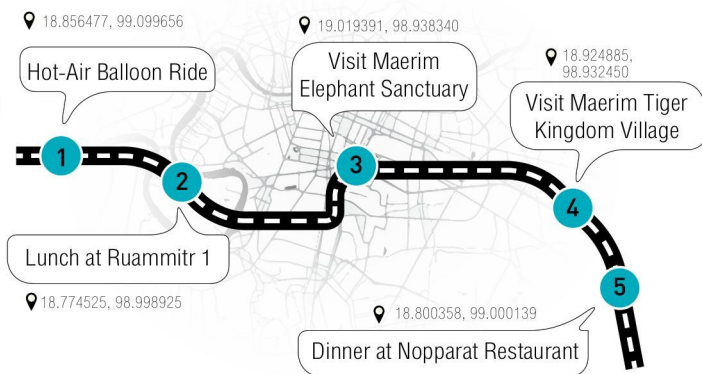 18.856477, 99.099656
Hot-Air Balloon Ride
1
2
Lunch at Ruammitr 1
18.774525, 98.998925
19.019391, 98.938340
Visit Maerim
Elephant Sanctuary
3
18.924885,
98.932450
Visit Maerim Tiger
Kingdom Village
4
5
18.800358, 99.000139
Dinner at Nopparat Restaurant